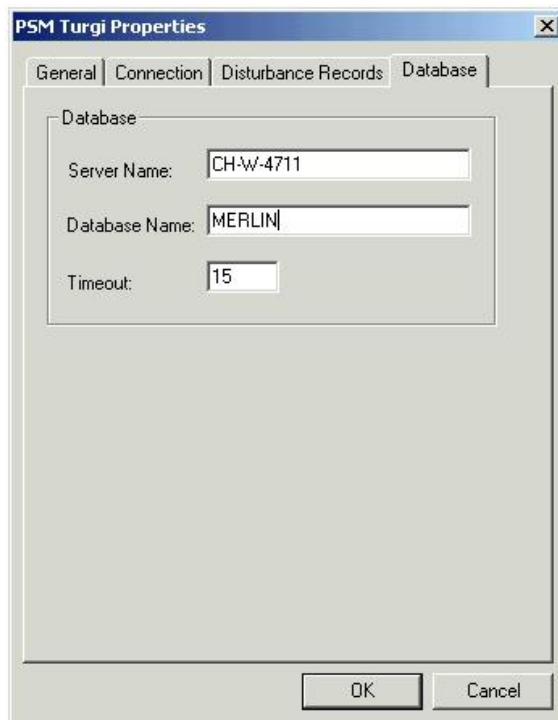 PSM Turgi Properties
General Connection Disturbance Records Database
Database
Server Name: CH-W-4711
Database Name: MERLIN
Timeout: 15
OK Cancel